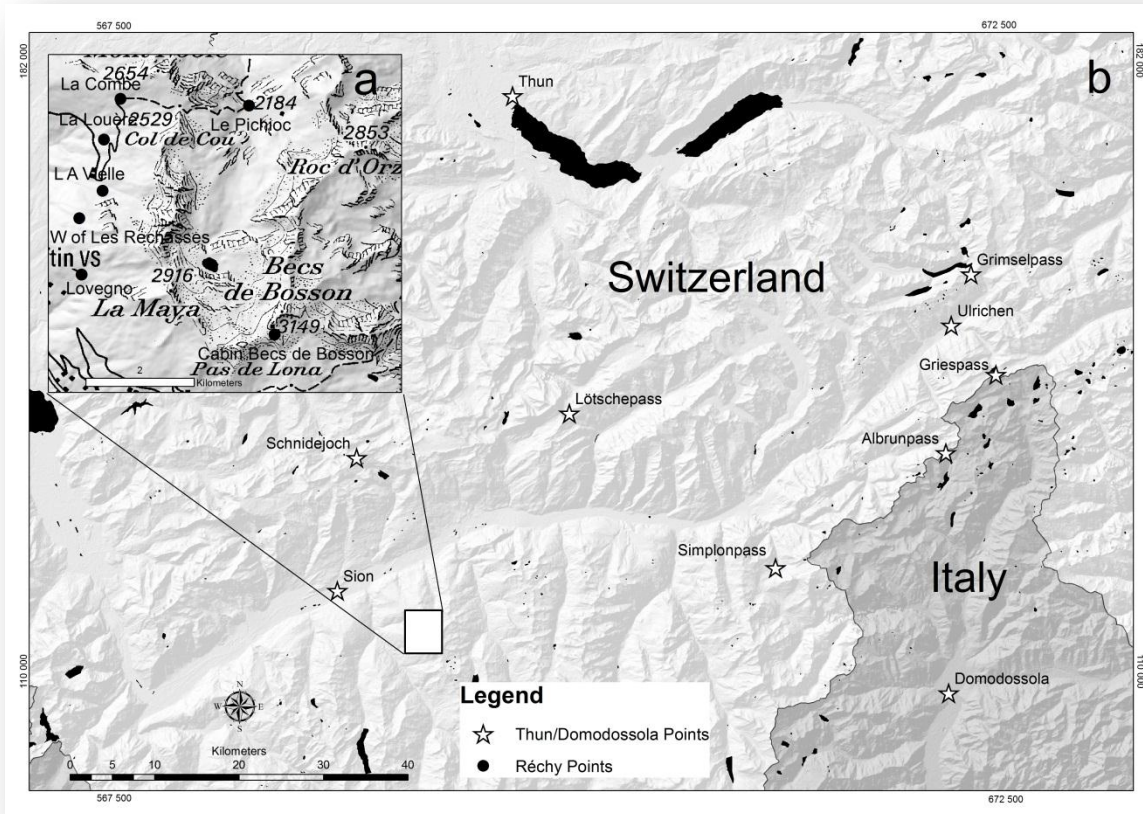 567 500
672 500
182 000
182 000
a
b
2654
La Combe
2184
Le Pichoc
La Louere
2529
Col de Cou
2853
Roc d'Orz
L A Vielle
W of Les Rechasses
tin VS
Lovegno
2916
La Maya
Becs
de Bosson
3149
Cabin Becs de Bosson
Pas de Lona
2
Kilometers
Thun
Switzerland
Grimselpass
Ulrichen
Griespass
Lötschepass
Albrunpass
Schnidejoch
Simplonpass
Sion
Italy
Domodossola
110 000
110 000
N
W E
S
Kilometers
0 5 10 20 30 40
Legend
Thun/Domodossola Points
Réchy Points
567 500
672 500